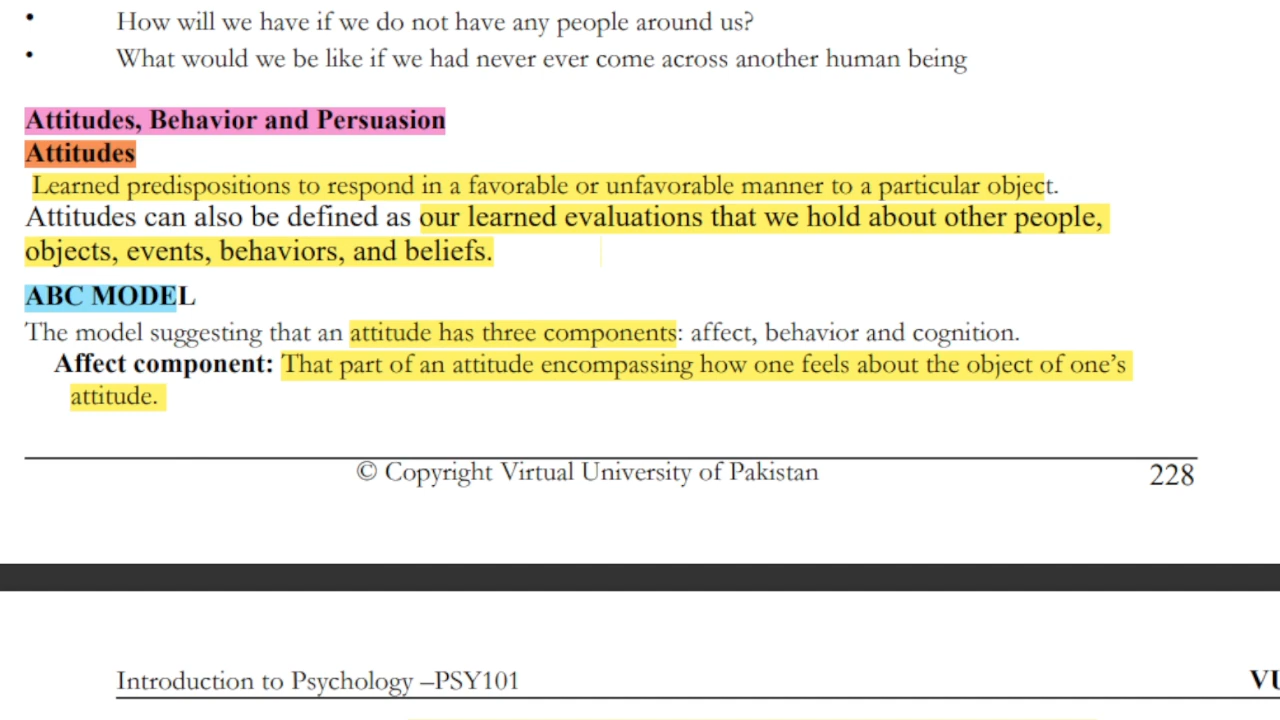 • How will we have if we do not have any people around us?
• What would we be like if we had never ever come across another human being
Attitudes, Behavior and Persuasion
Attitudes
Learned predispositions to respond in a favorable or unfavorable manner to a particular object.
Attitudes can also be defined as our learned evaluations that we hold about other people,
objects, events, behaviors, and beliefs.
ABC MODEL
The model suggesting that an attitude has three components: affect, behavior and cognition.
Affect component: That part of an attitude encompassing how one feels about the object of one’s
attitude.
© Copyright Virtual University of Pakistan 228
Introduction to Psychology –PSY101 VU